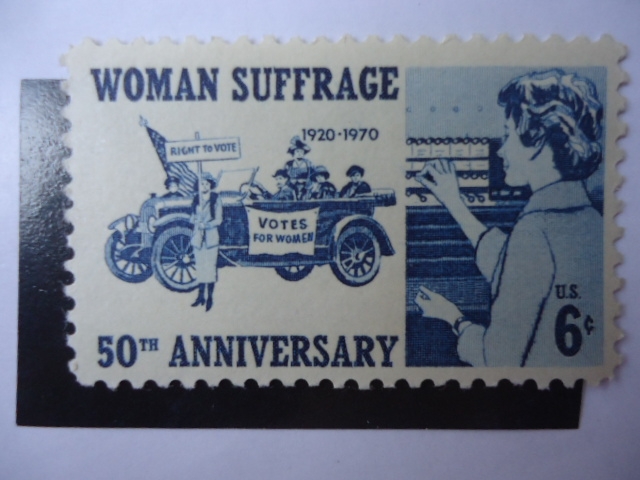 WOMAN SUFFRAGE
1920·1970
RIGHT TO VOTE
VOTES
FOR WOMEN
50TH ANNIVERSARY
U.S.
6¢